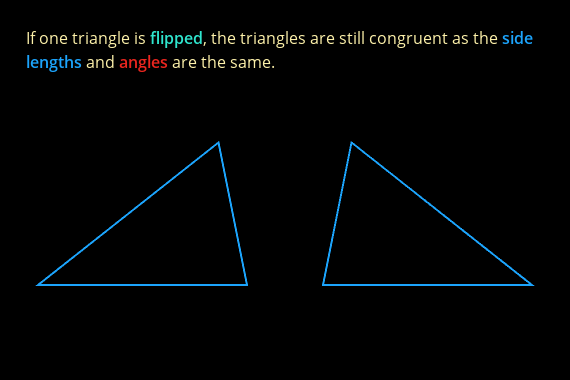 If one triangle is flipped, the triangles are still congruent as the side
lengths and angles are the same.